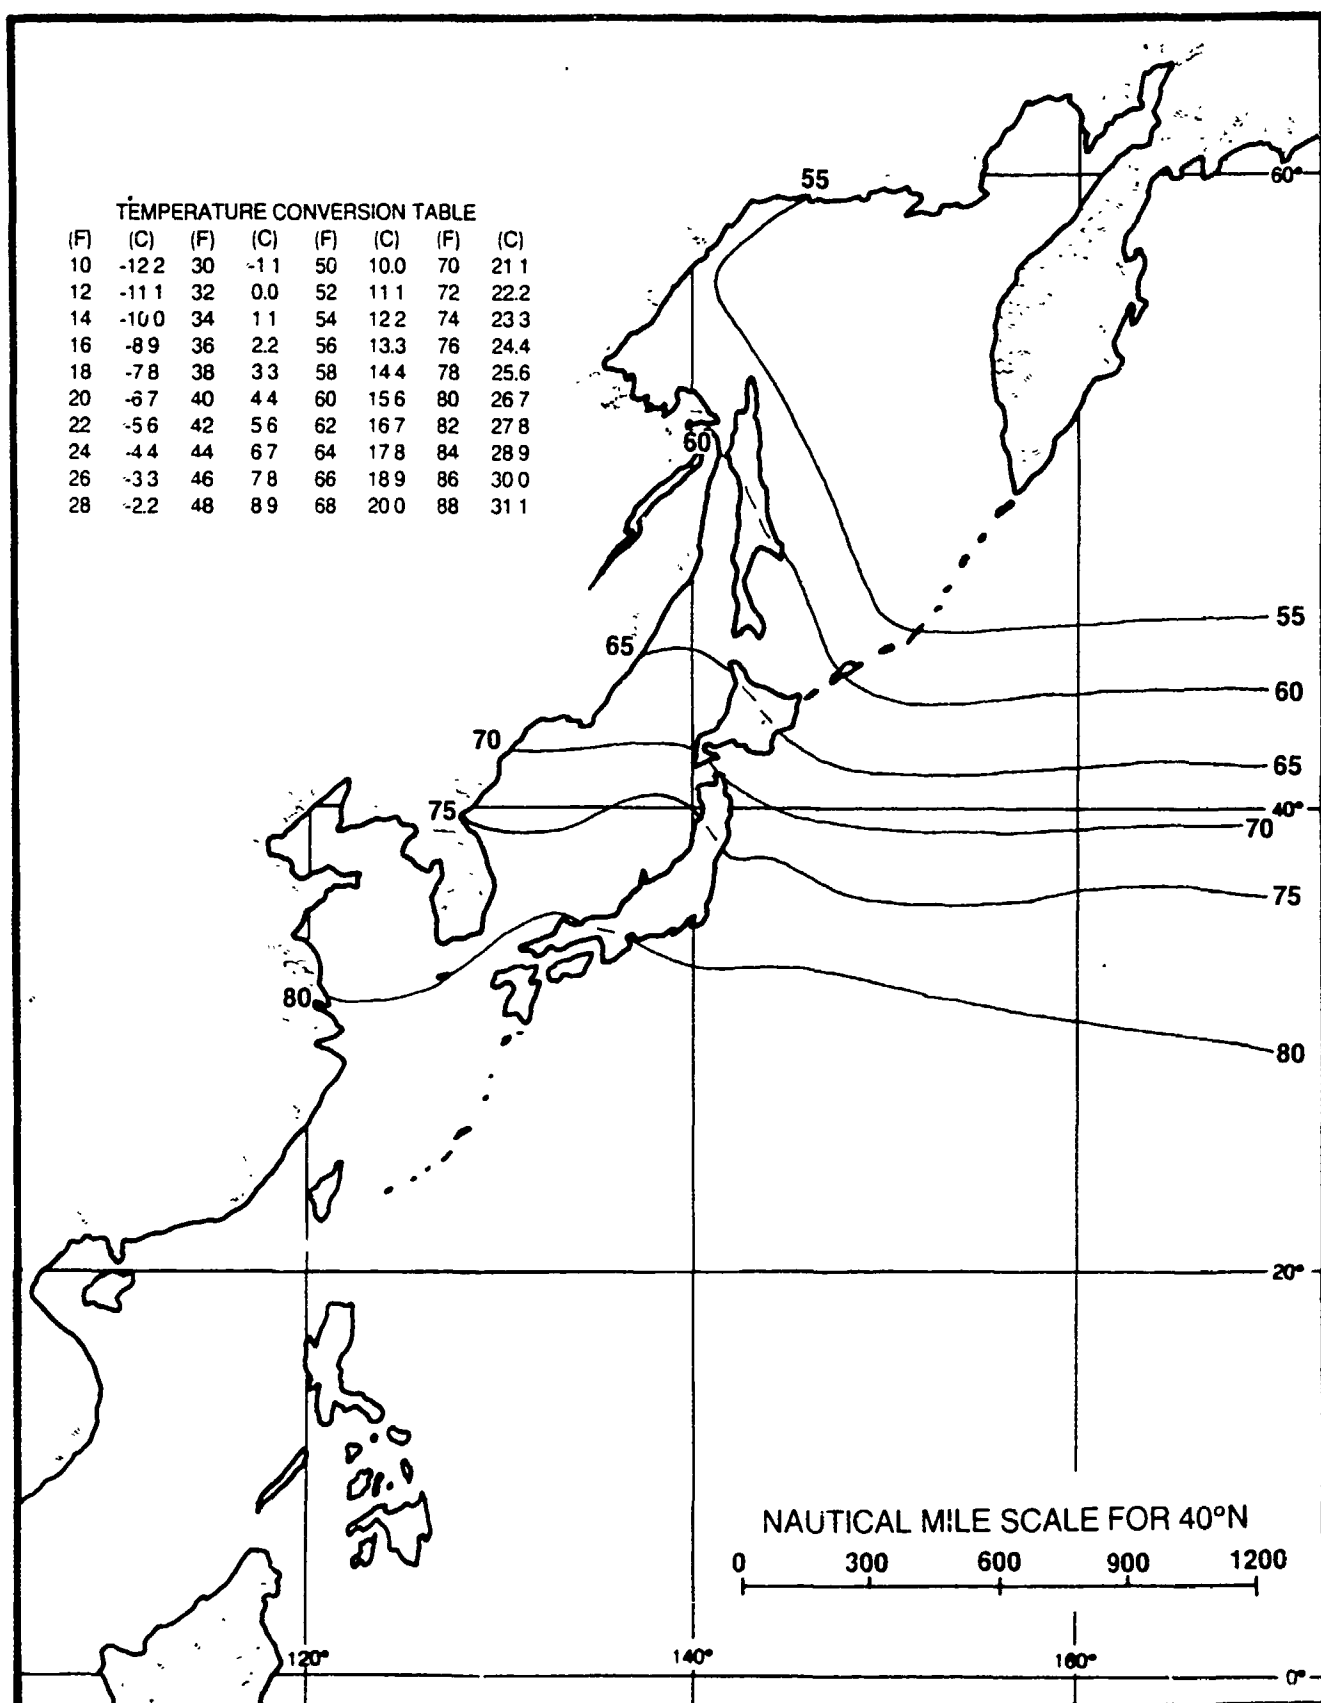 55
60°
TEMPERATURE CONVERSION TABLE
(F) (C) (F) (C) (F) (C) (F) (C)
10 -12 2 30 -1 1 50 10.0 70 21 1
12 -11 1 32 0.0 52 11 1 72 22.2
14 -10 0 34 1 1 54 12 2 74 23 3
16 -8 9 36 2.2 56 13.3 76 24.4
18 -7 8 38 3 3 58 14 4 78 25.6
20 -6 7 40 4 4 60 15 6 80 26 7
22 -5 6 42 5 6 62 16 7 82 27 8
24 -4 4 44 6 7 64 17 8 84 28 9
26 -3 3 46 7 8 66 18 9 86 30 0
28 -2.2 48 8 9 68 20 0 88 31 1
60
55
65
60
70
65
75
40°
70
75
80
80
20°
NAUTICAL MILE SCALE FOR 40°N
0 300 600 900 1200
120° 140° 160°
0°